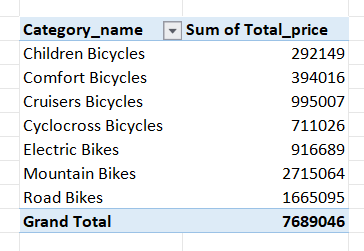 Category_name Sum of Total_price
Children Bicycles 292149
Comfort Bicycles 394016
Cruisers Bicycles 995007
Cyclocross Bicycles 711026
Electric Bikes 916689
Mountain Bikes 2715064
Road Bikes 1665095
Grand Total 7689046